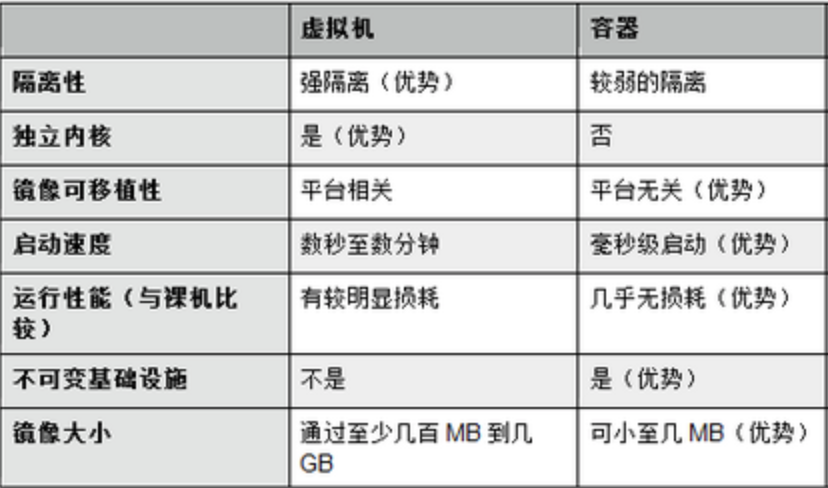 虚拟机 容器
隔离性 强隔离（优势） 较弱的隔离
独立内核 是（优势） 否
镜像可移植性 平台相关 平台无关（优势）
启动速度 数秒至数分钟 毫秒级启动（优势）
运行性能（与裸机比 有较明显损耗 几乎无损耗（优势）
较）
不可变基础设施 不是 是（优势）
镜像大小 通过至少几百 MB 到几 可小至几 MB（优势）
GB